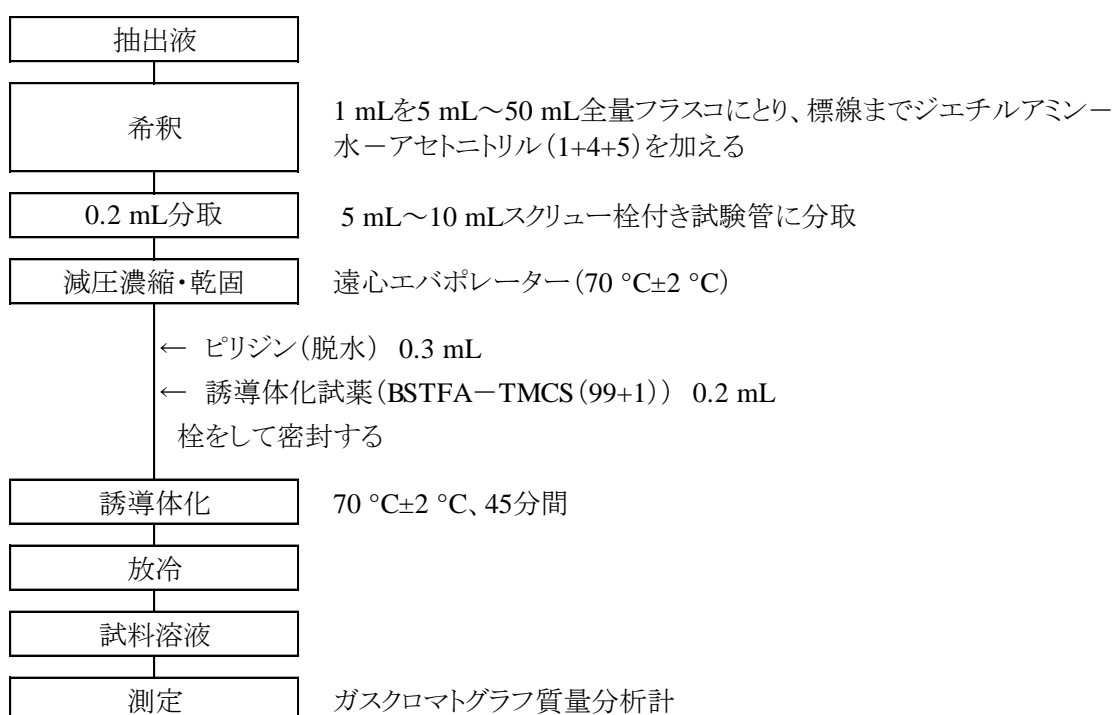 抽出液
希釈
1 mLを5 mL～50 mL全量フラスコにとり、標線までジエチルアミン－
水－アセトニトリル（1+4+5）を加える
0.2 mL分取
5 mL～10 mLスクリュー栓付き試験管に分取
減圧濃縮・乾固
遠心エバポレーター（70 °C±2 °C）
← ピリジン（脱水） 0.3 mL
← 誘導体化試薬（BSTFA－TMCS（99+1）） 0.2 mL
栓をして密封する
誘導体化
70 °C±2 °C、45分間
放冷
試料溶液
測定
ガスクロマトグラフ質量分析計